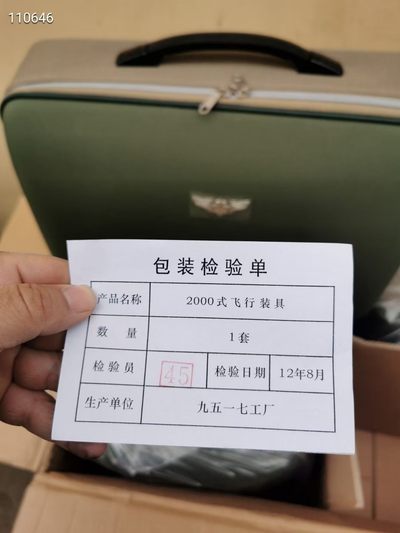 110646
包装检验单
产品名称 2000式飞行装具
数 量 1套
检验员 45 检验日期 12年8月
生产单位 九五一七工厂